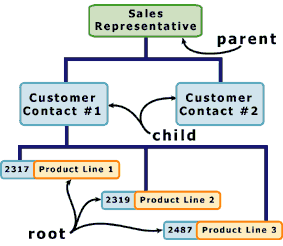 Sales
Representative
parent
Customer
Contact #1
Customer
Contact #2
child
2317 Product Line 1
2319 Product Line 2
root
2487 Product Line 3